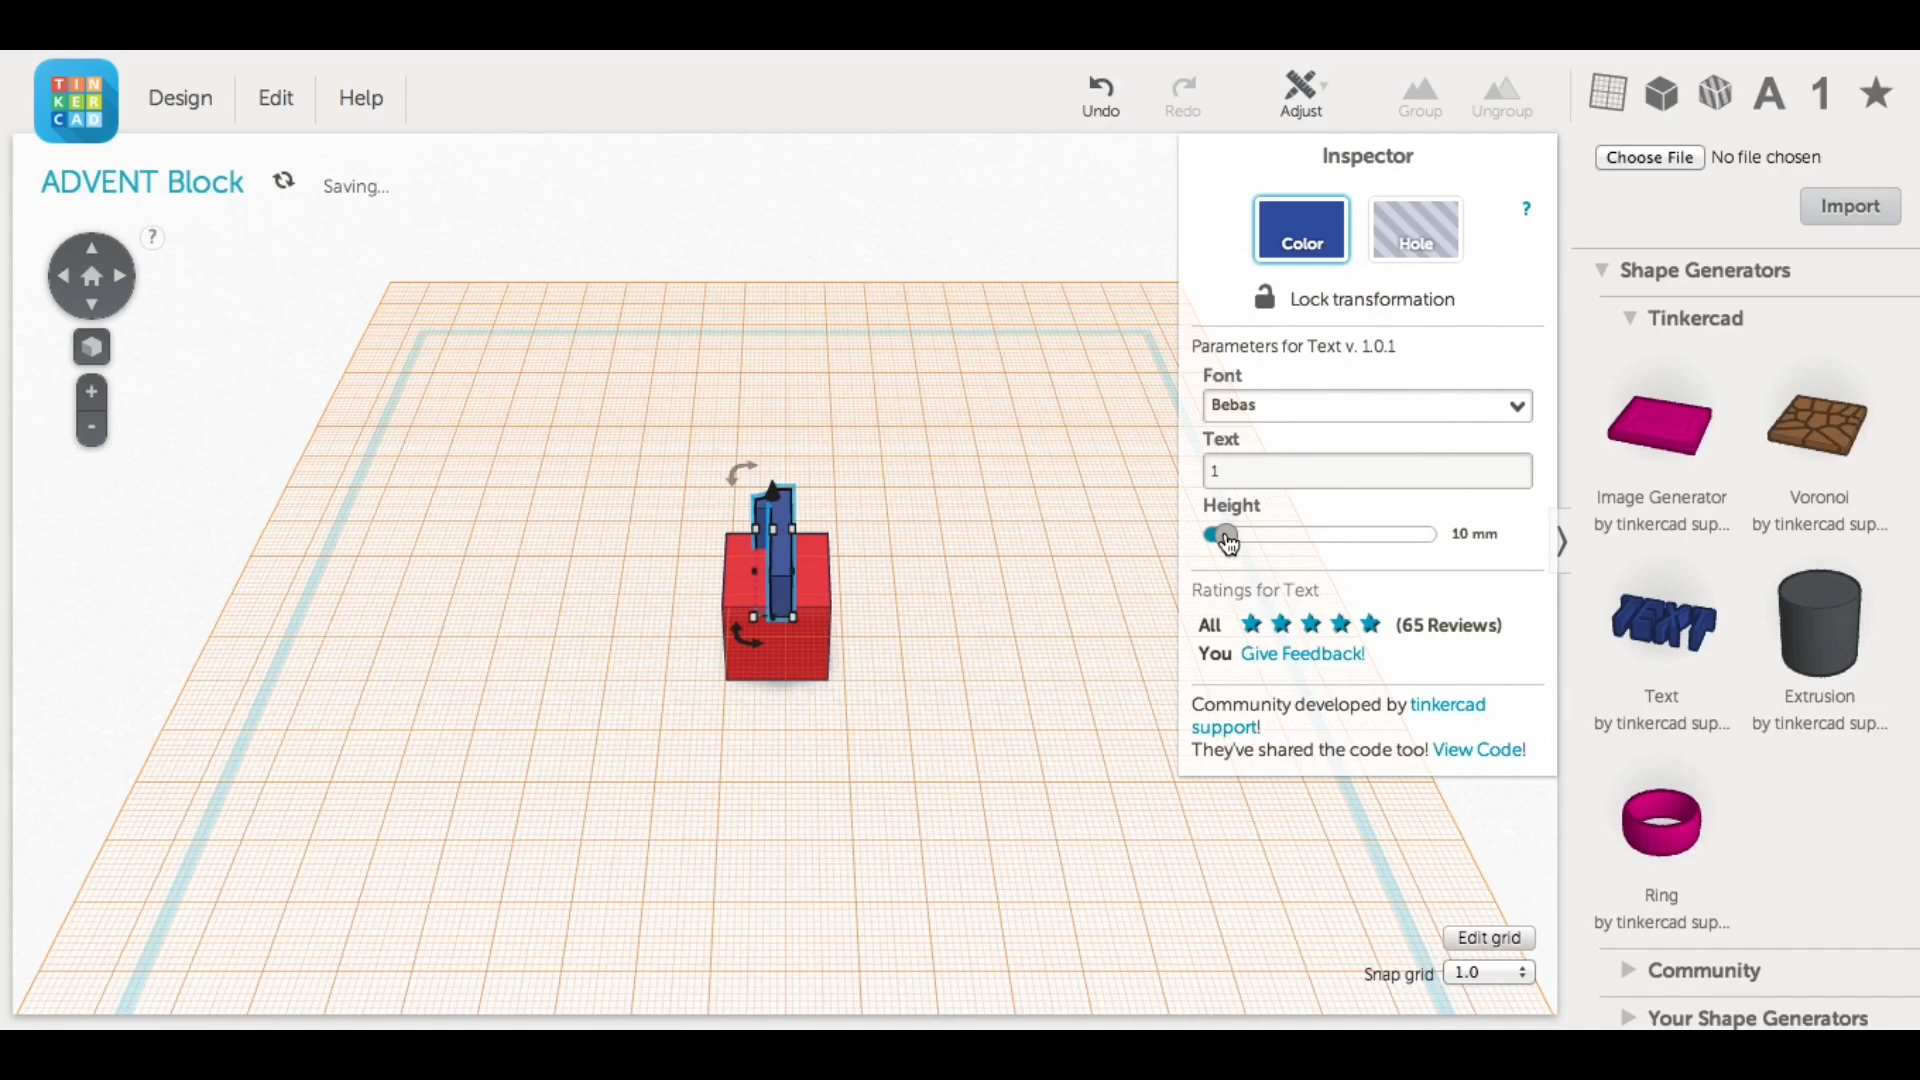 TIN
KER
CAD
Design
Edit
Help
Undo
Redo
Adjust
Group
Ungroup
A
1
ADVENT Block
Saving...
?
+
-
Inspector
Color
Hole
?
Lock transformation
Parameters for Text v. 1.0.1
Font
Bebas
Text
1
Height
10 mm
Ratings for Text
All
(65 Reviews)
You Give Feedback!
Community developed by tinkercad
support!
They've shared the code too! View Code!
Edit grid
Snap grid
1.0
Choose File No file chosen
Import
Shape Generators
Tinkercad
Image Generator
by tinkercad sup...
Voronoi
by tinkercad sup...
TEXT
Text
by tinkercad sup...
Extrusion
by tinkercad sup...
Ring
by tinkercad sup...
Community
Your Shape Generators